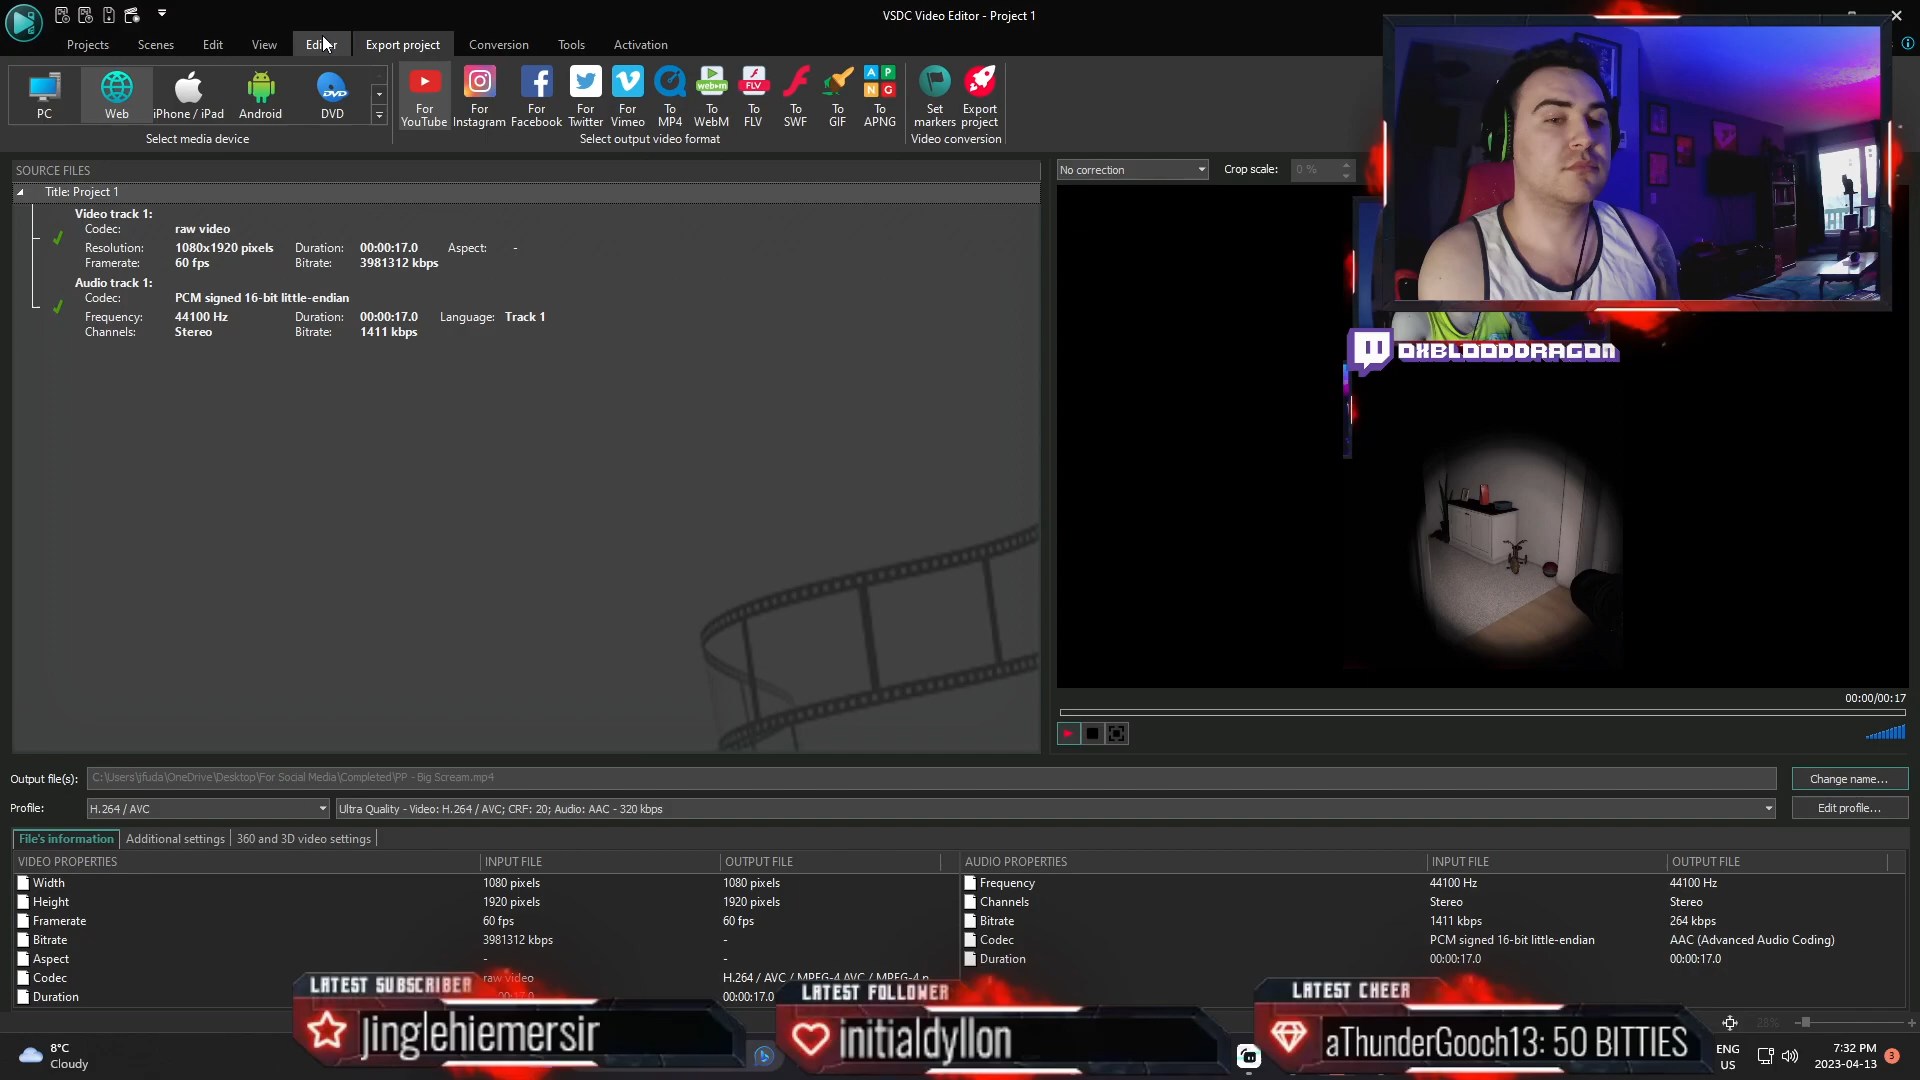 VSDC Video Editor - Project 1
Projects
Scenes
Edit
View
Editor
Export project
Conversion
Tools
Activation
PC
Web
iPhone / iPad
Android
DVD
Select media device
For YouTube
For Instagram
For Facebook
For Twitter
For Vimeo
To MP4
To WebM
To FLV
To SWF
To GIF
To APNG
Select output video format
Set markers
Export project
Video conversion
SOURCE FILES
Title: Project 1
Video track 1:
Codec: raw video
Resolution: 1080x1920 pixels Duration: 00:00:17.0 Aspect: -
Framerate: 60 fps Bitrate: 3981312 kbps
Audio track 1:
Codec: PCM signed 16-bit little-endian
Frequency: 44100 Hz Duration: 00:00:17.0 Language: Track 1
Channels: Stereo Bitrate: 1411 kbps
No correction
Crop scale: 0 %
DXBLOODDRAGON
00:00/00:17
Output file(s): C:\Users\jfuda\OneDrive\Desktop\For Social Media\Completed\PP - Big Scream.mp4
Change name...
Profile: H.264 / AVC Ultra Quality - Video: H.264 / AVC; CRF: 20; Audio: AAC - 320 kbps
Edit profile...
File's information
Additional settings
360 and 3D video settings
VIDEO PROPERTIES INPUT FILE OUTPUT FILE
Width 1080 pixels 1080 pixels
Height 1920 pixels 1920 pixels
Framerate 60 fps 60 fps
Bitrate 3981312 kbps -
Aspect - -
Codec raw video H.264 / AVC / MPEG-4 AVC / MPEG-4 p
Duration 00:00:17.0
AUDIO PROPERTIES INPUT FILE OUTPUT FILE
Frequency 44100 Hz 44100 Hz
Channels Stereo Stereo
Bitrate 1411 kbps 264 kbps
Codec PCM signed 16-bit little-endian AAC (Advanced Audio Coding)
Duration 00:00:17.0 00:00:17.0
28%
LATEST SUBSCRIBER
Jinglehiemersir
LATEST FOLLOWER
initialdyllon
LATEST CHEER
aThunderGooch13: 50 BITTIES
8°C
Cloudy
ENG
US
7:32 PM
2023-04-13
3